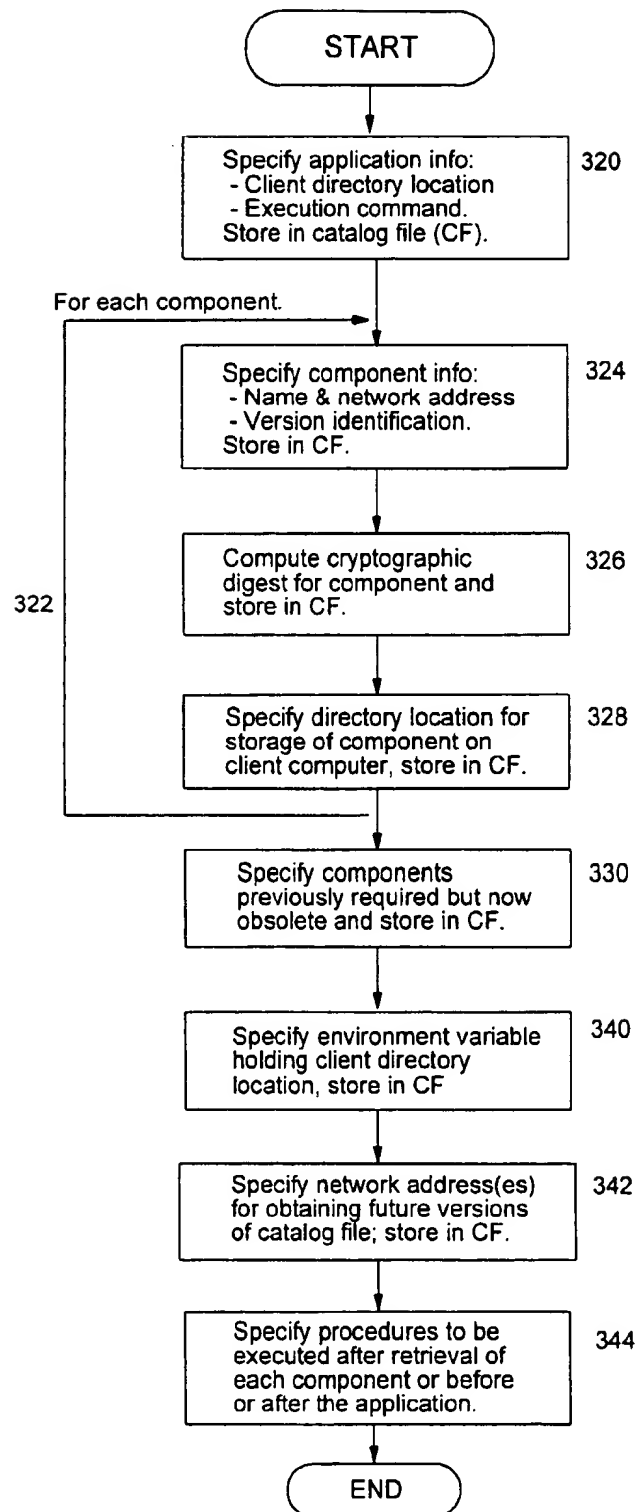 START
Specify application info:
- Client directory location
- Execution command.
Store in catalog file (CF).
320
For each component.
Specify component info:
- Name & network address
- Version identification.
Store in CF.
324
Compute cryptographic
digest for component and
store in CF.
326
322
Specify directory location for
storage of component on
client computer, store in CF.
328
Specify components
previously required but now
obsolete and store in CF.
330
Specify environment variable
holding client directory
location, store in CF
340
Specify network address(es)
for obtaining future versions
of catalog file; store in CF.
342
Specify procedures to be
executed after retrieval of
each component or before
or after the application.
344
END